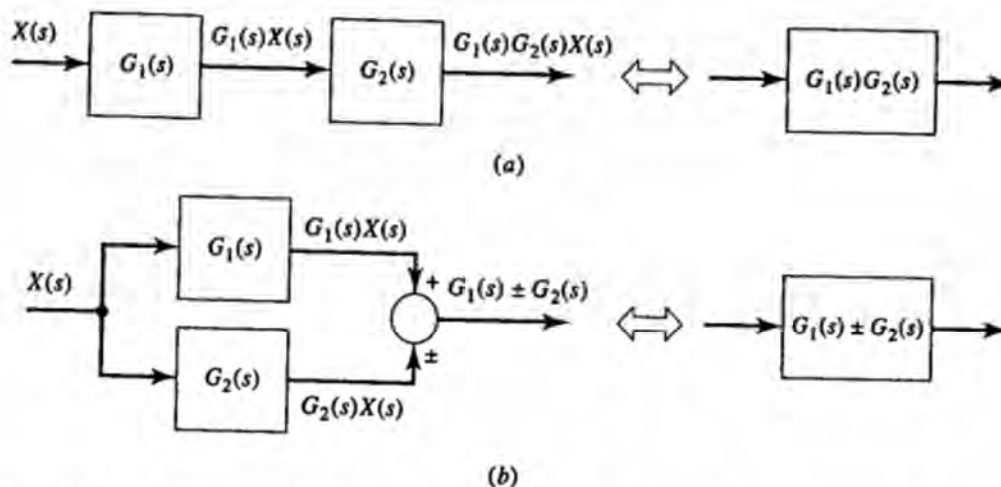 X(s) G₁(s) G₁(s)X(s) G₂(s) G₁(s)G₂(s)X(s) G₁(s)G₂(s)
(a)
G₁(s) G₁(s)X(s)
X(s) + G₁(s) ± G₂(s) G₁(s) ± G₂(s)
±
G₂(s) G₂(s)X(s)
(b)